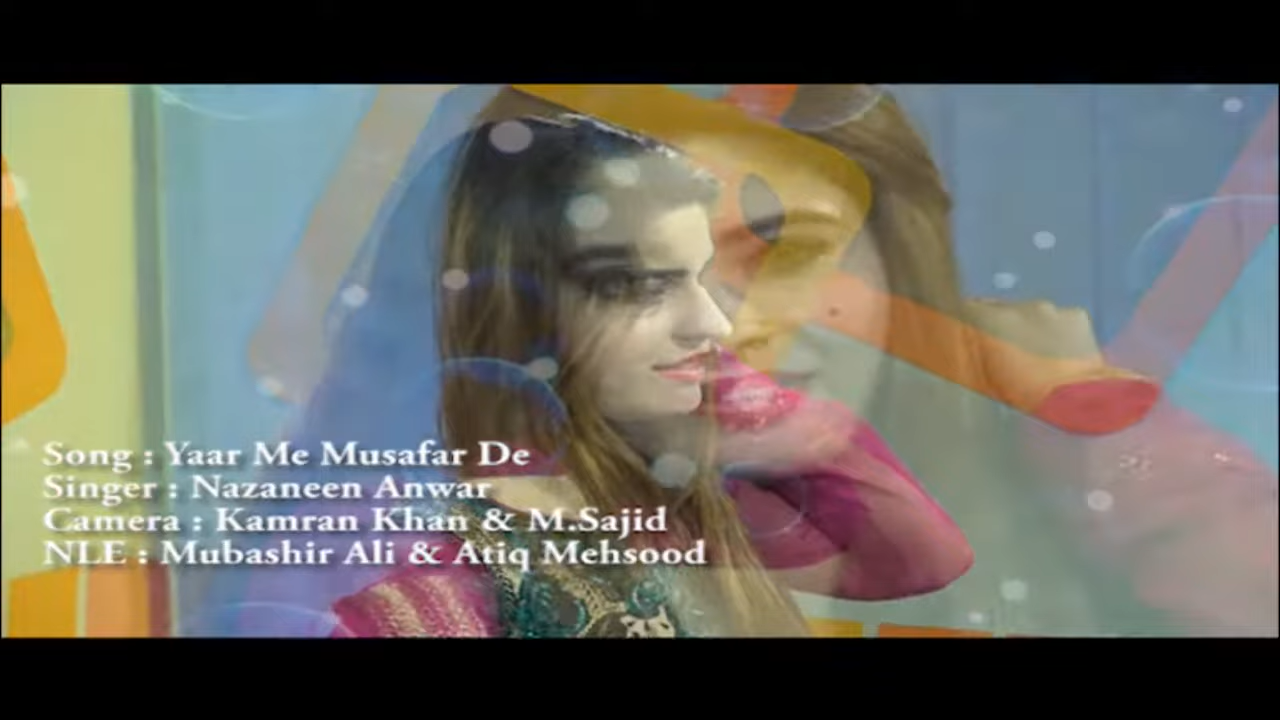 Song : Yaar Me Musafar De
Singer : Nazaneen Anwar
Camera : Kamran Khan & M.Sajid
NLE : Mubashir Ali & Atiq Mehsood